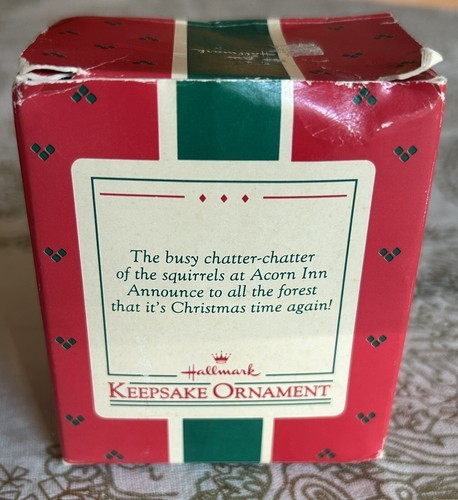 Hallmark
The busy chatter-chatter
of the squirrels at Acorn Inn
Announce to all the forest
that it's Christmas time again!
Hallmark
KEEPSAKE ORNAMENT